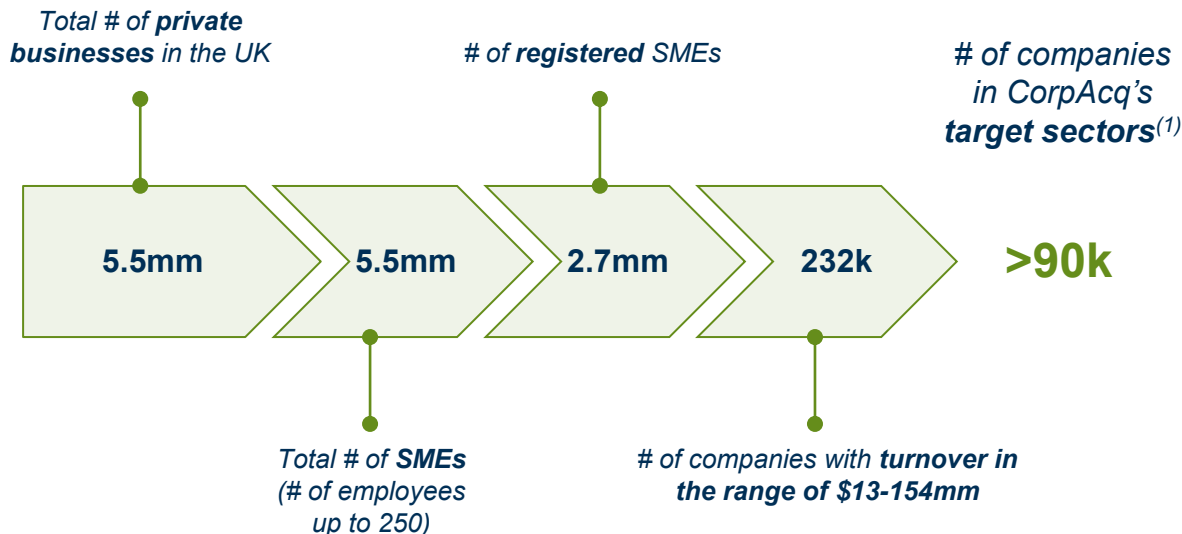 Total # of private
businesses in the UK
# of registered SMEs
# of companies
in CorpAcq's
target sectors(1)
5.5mm
5.5mm
2.7mm
232k
>90k
Total # of SMEs
(# of employees
up to 250)
# of companies with turnover in
the range of $13-154mm